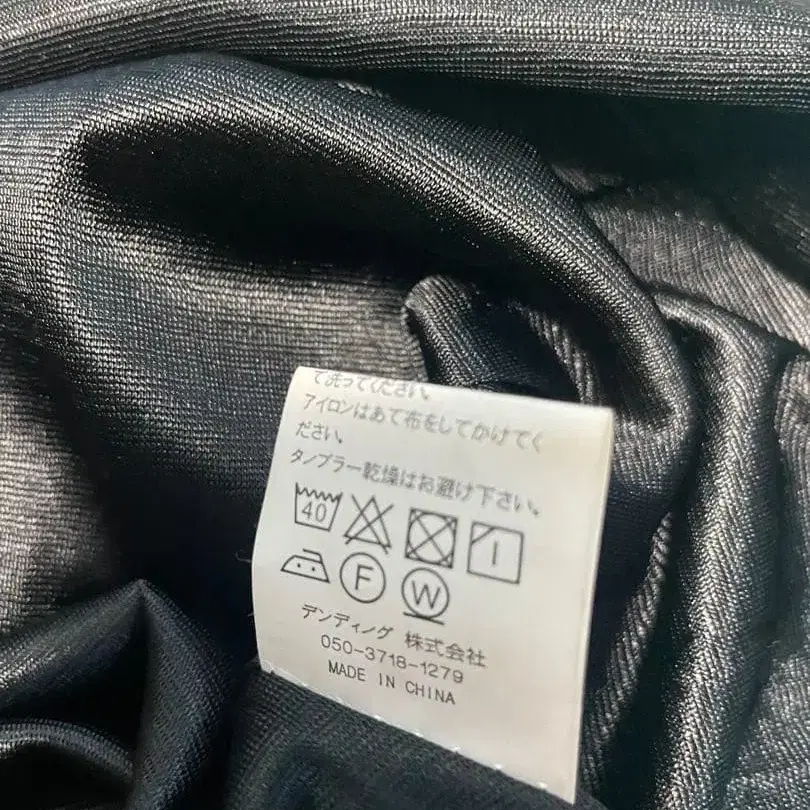 て洗ってください。
アイロンはあて布をしてかけてく
ださい。
タンブラー乾燥はお避け下さい。
40
F W
デンディング 株式会社
050-3718-1279
MADE IN CHINA